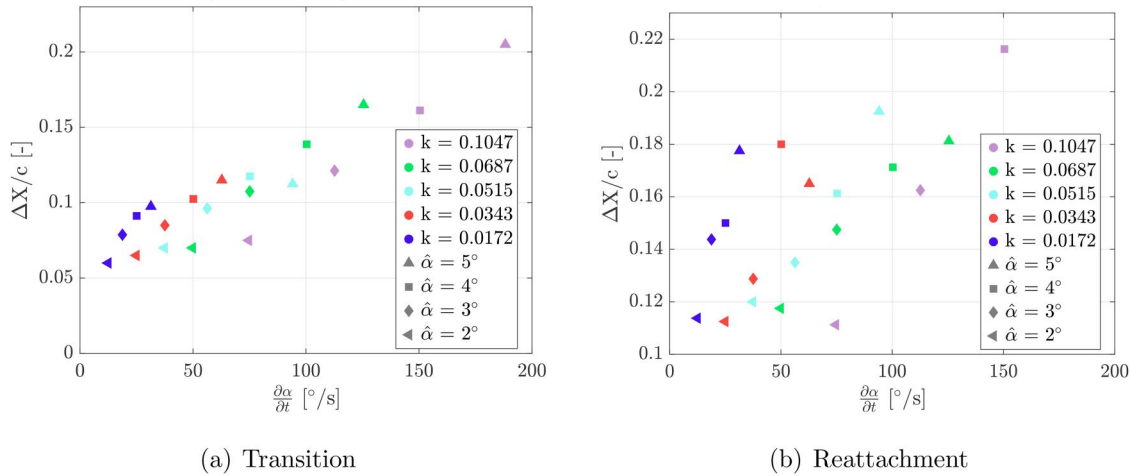 0.2
0.15
0.1
0.05
0
ΔX/c [-]
0 50 100 150 200
∂α/∂t [°/s]
k = 0.1047
k = 0.0687
k = 0.0515
k = 0.0343
k = 0.0172
α̂ = 5°
α̂ = 4°
α̂ = 3°
α̂ = 2°
(a) Transition
0.22
0.2
0.18
0.16
0.14
0.12
0.1
ΔX/c [-]
0 50 100 150 200
∂α/∂t [°/s]
k = 0.1047
k = 0.0687
k = 0.0515
k = 0.0343
k = 0.0172
α̂ = 5°
α̂ = 4°
α̂ = 3°
α̂ = 2°
(b) Reattachment